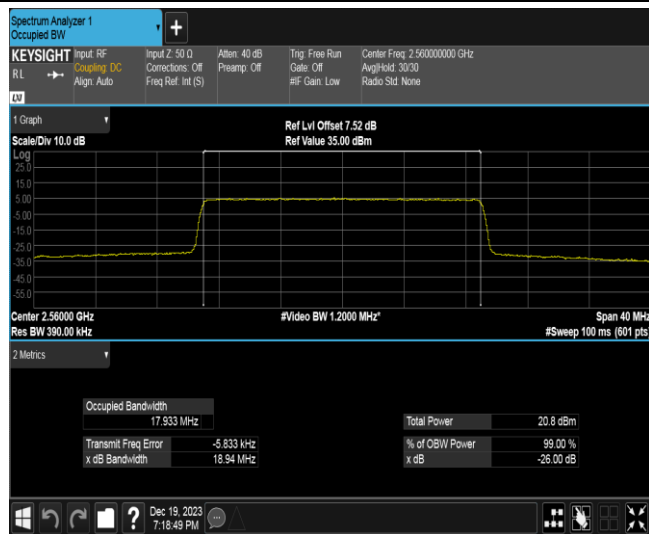 Spectrum Analyzer 1
Occupied BW
+
KEYSIGHT
RL
LXI
Input: RF
Coupling: DC
Align: Auto
Input Z: 50 Ω
Corrections: Off
Freq Ref: Int (S)
Atten: 40 dB
Preamp: Off
Trig: Free Run
Gate: Off
#IF Gain: Low
Center Freq: 2.560000000 GHz
Avg|Hold: 30/30
Radio Std: None
1 Graph
Scale/Div 10.0 dB
Ref Lvl Offset 7.52 dB
Ref Value 35.00 dBm
Log
25.0
15.0
5.00
-5.00
-15.0
-25.0
-35.0
-45.0
-55.0
Center 2.56000 GHz
#Video BW 1.2000 MHz*
Span 40 MHz
Res BW 390.00 kHz
#Sweep 100 ms (601 pts)
2 Metrics
Occupied Bandwidth
17.933 MHz
Total Power 20.8 dBm
Transmit Freq Error -5.833 kHz
% of OBW Power 99.00 %
x dB Bandwidth 18.94 MHz
x dB -26.00 dB
?
Dec 19, 2023
7:18:49 PM